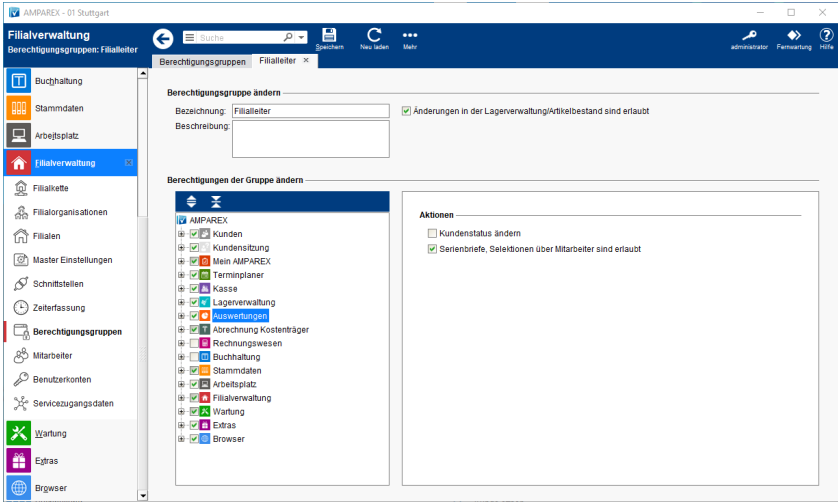 AMPAREX - 01 Stuttgart
Filialverwaltung
Berechtigungsgruppen: Filialleiter
Suche
Speichern
Neu laden
Mehr
administrator
Fernwartung
Hilfe
Berechtigungsgruppen
Filialleiter
Buchhaltung
Stammdaten
Arbeitsplatz
Filialverwaltung
Filialkette
Filialorganisationen
Filialen
Master Einstellungen
Schnittstellen
Zeiterfassung
Berechtigungsgruppen
Mitarbeiter
Benutzerkonten
Servicezugangsdaten
Wartung
Extras
Browser
Berechtigungsgruppe ändern
Bezeichnung: Filialleiter
Änderungen in der Lagerverwaltung/Artikelbestand sind erlaubt
Beschreibung:
Berechtigungen der Gruppe ändern
AMPAREX
Kunden
Kundensitzung
Mein AMPAREX
Terminplaner
Kasse
Lagerverwaltung
Auswertungen
Abrechnung Kostenträger
Rechnungswesen
Buchhaltung
Stammdaten
Arbeitsplatz
Filialverwaltung
Wartung
Extras
Browser
Aktionen
Kundenstatus ändern
Serienbriefe, Selektionen über Mitarbeiter sind erlaubt